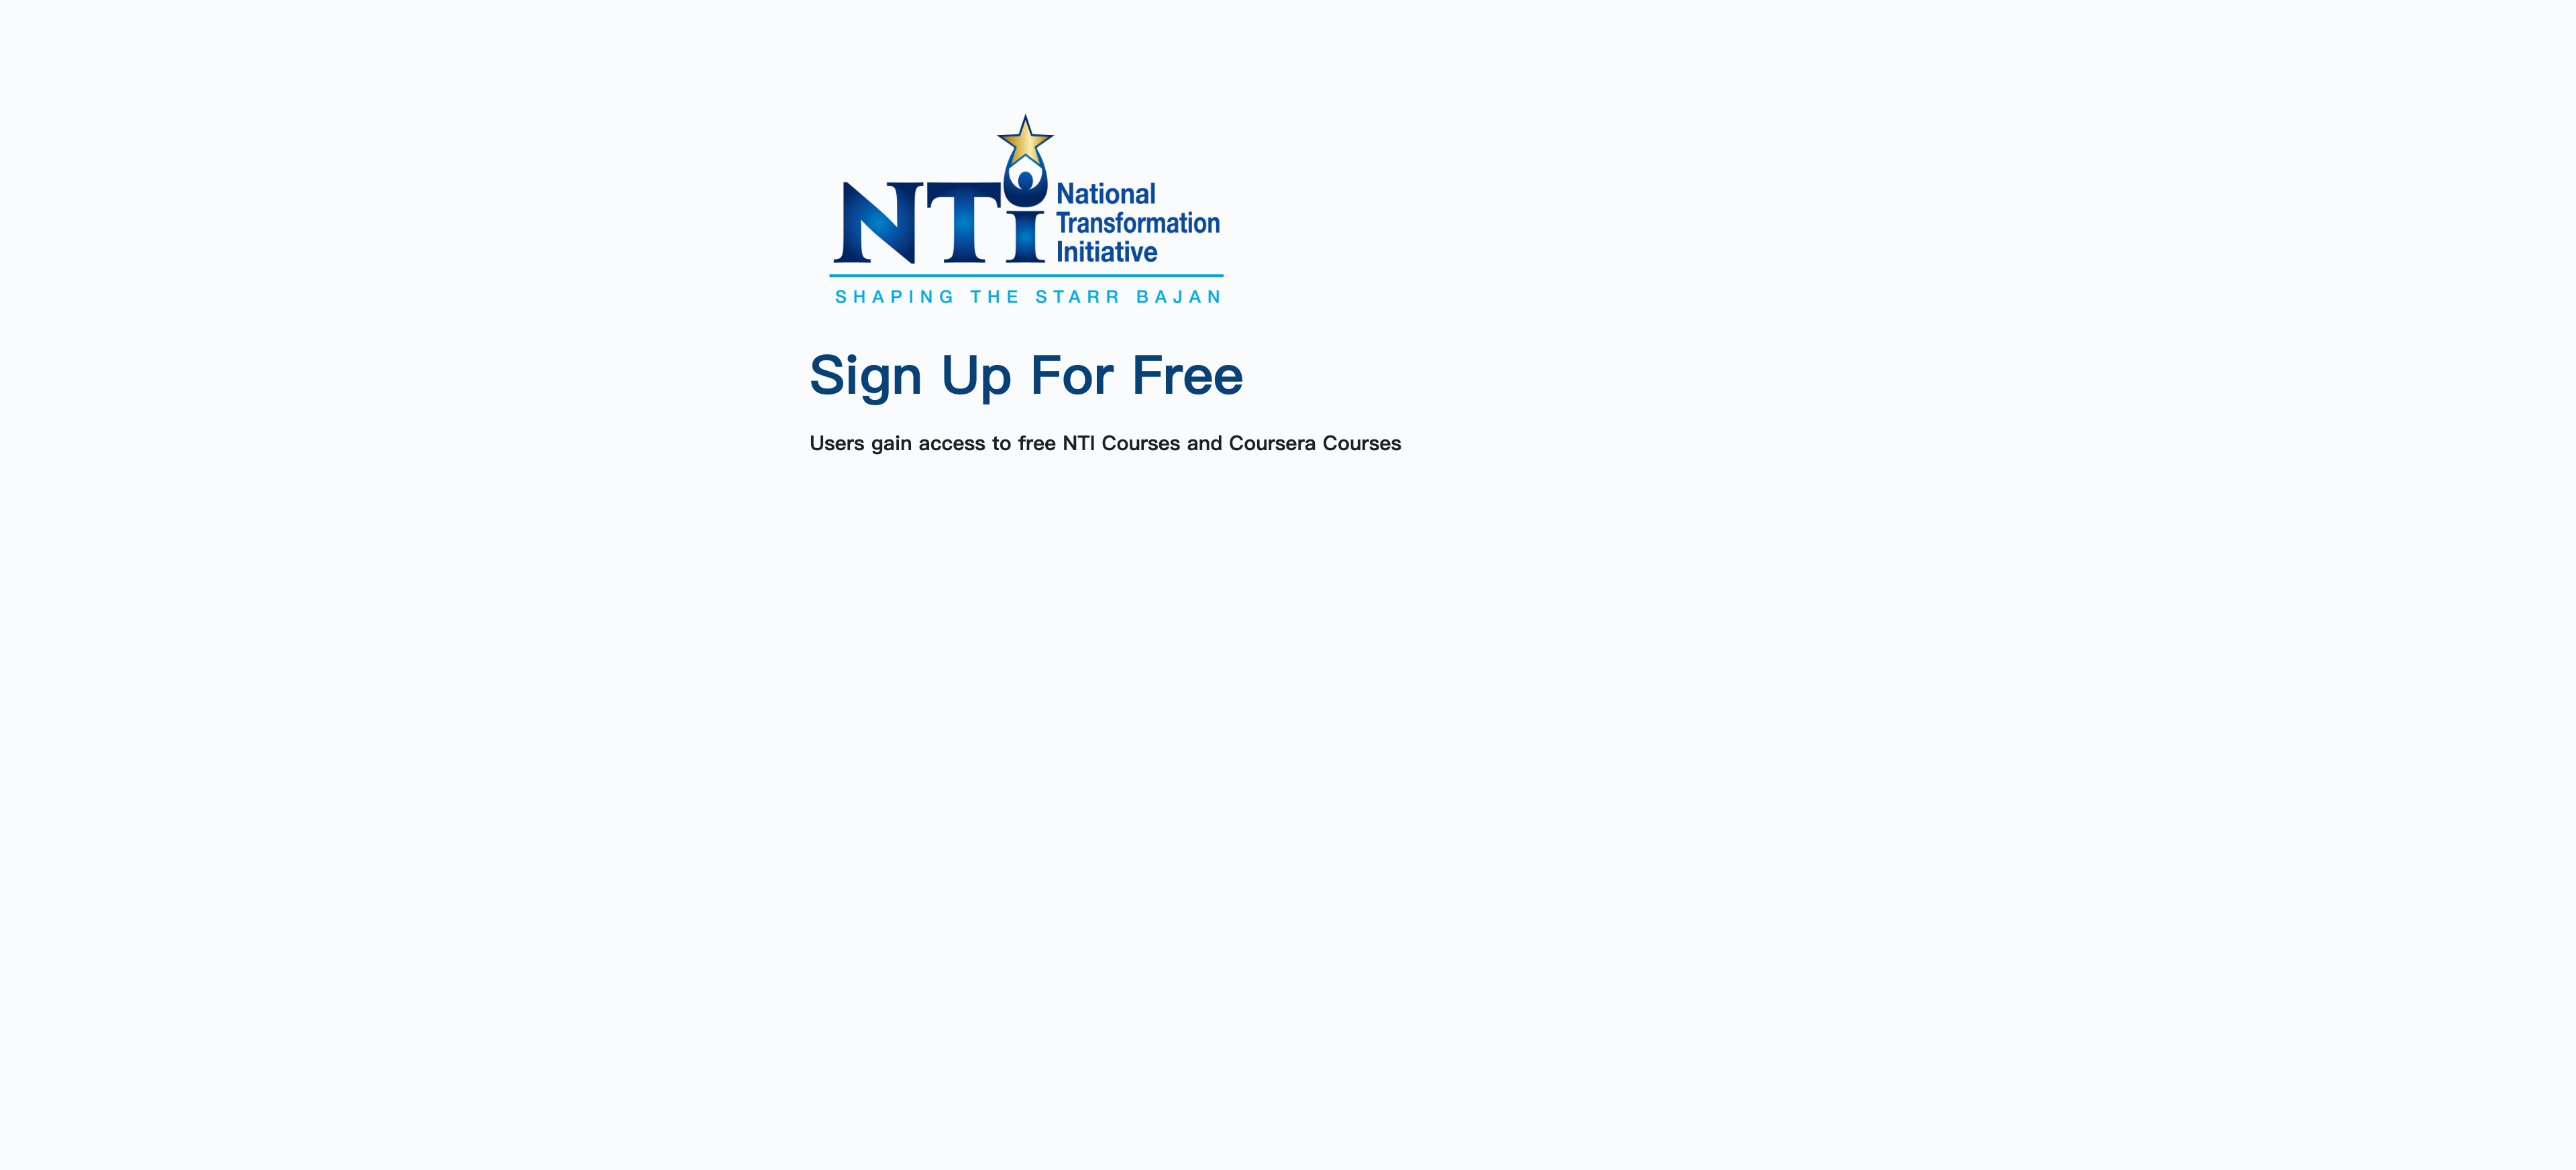 NTi
National
Transformation
Initiative
SHAPING THE STARR BAJAN
Sign Up For Free
Users gain access to free NTI Courses and Coursera Courses